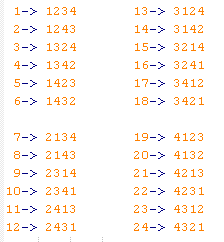 1-> 1234 13-> 3124
2-> 1243 14-> 3142
3-> 1324 15-> 3214
4-> 1342 16-> 3241
5-> 1423 17-> 3412
6-> 1432 18-> 3421
7-> 2134 19-> 4123
8-> 2143 20-> 4132
9-> 2314 21-> 4213
10-> 2341 22-> 4231
11-> 2413 23-> 4312
12-> 2431 24-> 4321